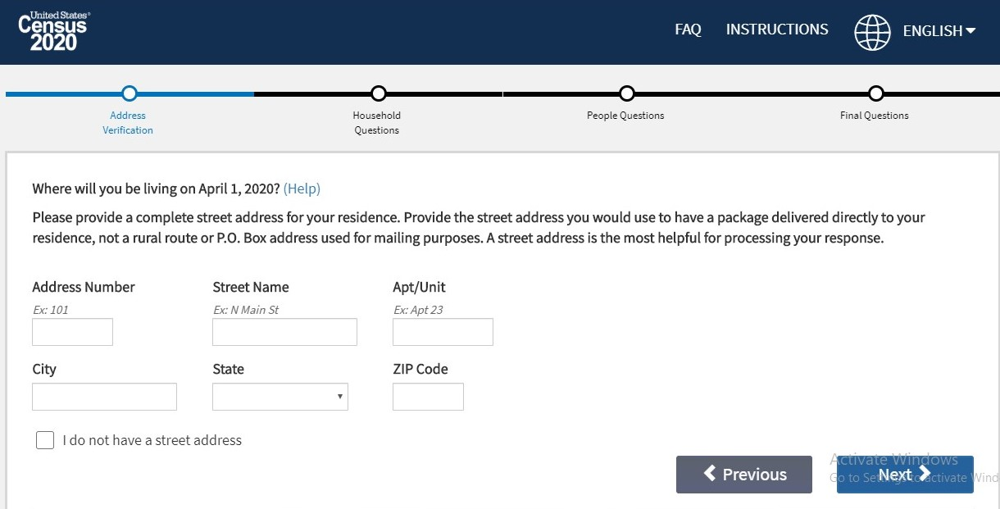 United States®
Census
2020
FAQ
INSTRUCTIONS
ENGLISH
Address
Verification
Household
Questions
People Questions
Final Questions
Where will you be living on April 1, 2020? (Help)
Please provide a complete street address for your residence. Provide the street address you would use to have a package delivered directly to your
residence, not a rural route or P.O. Box address used for mailing purposes. A street address is the most helpful for processing your response.
Address Number
Street Name
Apt/Unit
Ex: 101
Ex: N Main St
Ex: Apt 23
City
State
ZIP Code
I do not have a street address
Previous
Next
Activate Windows
Go to Settings to activate Wind